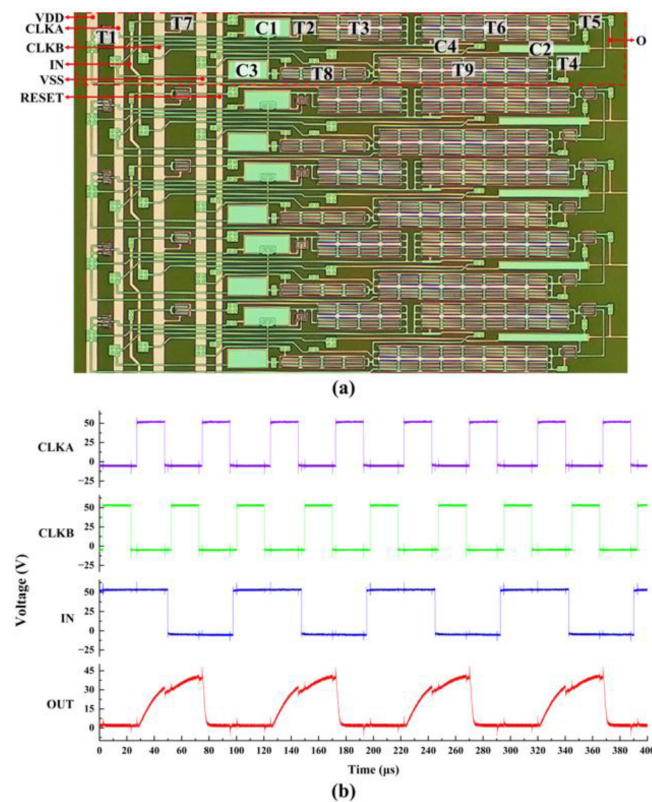 VDD
CLKA
T1
T7
C1
T2
T3
T6
T5
CLKB
C4
C2
O
IN
C3
T8
T9
T4
VSS
RESET
(a)
50
CLKA
0
−25
50
CLKB
0
−25
Voltage (V)
50
IN
0
−25
45
30
OUT
15
0
0 20 40 60 80 100 120 140 160 180 200 220 240 260 280 300 320 340 360 380 400
Time (μs)
(b)